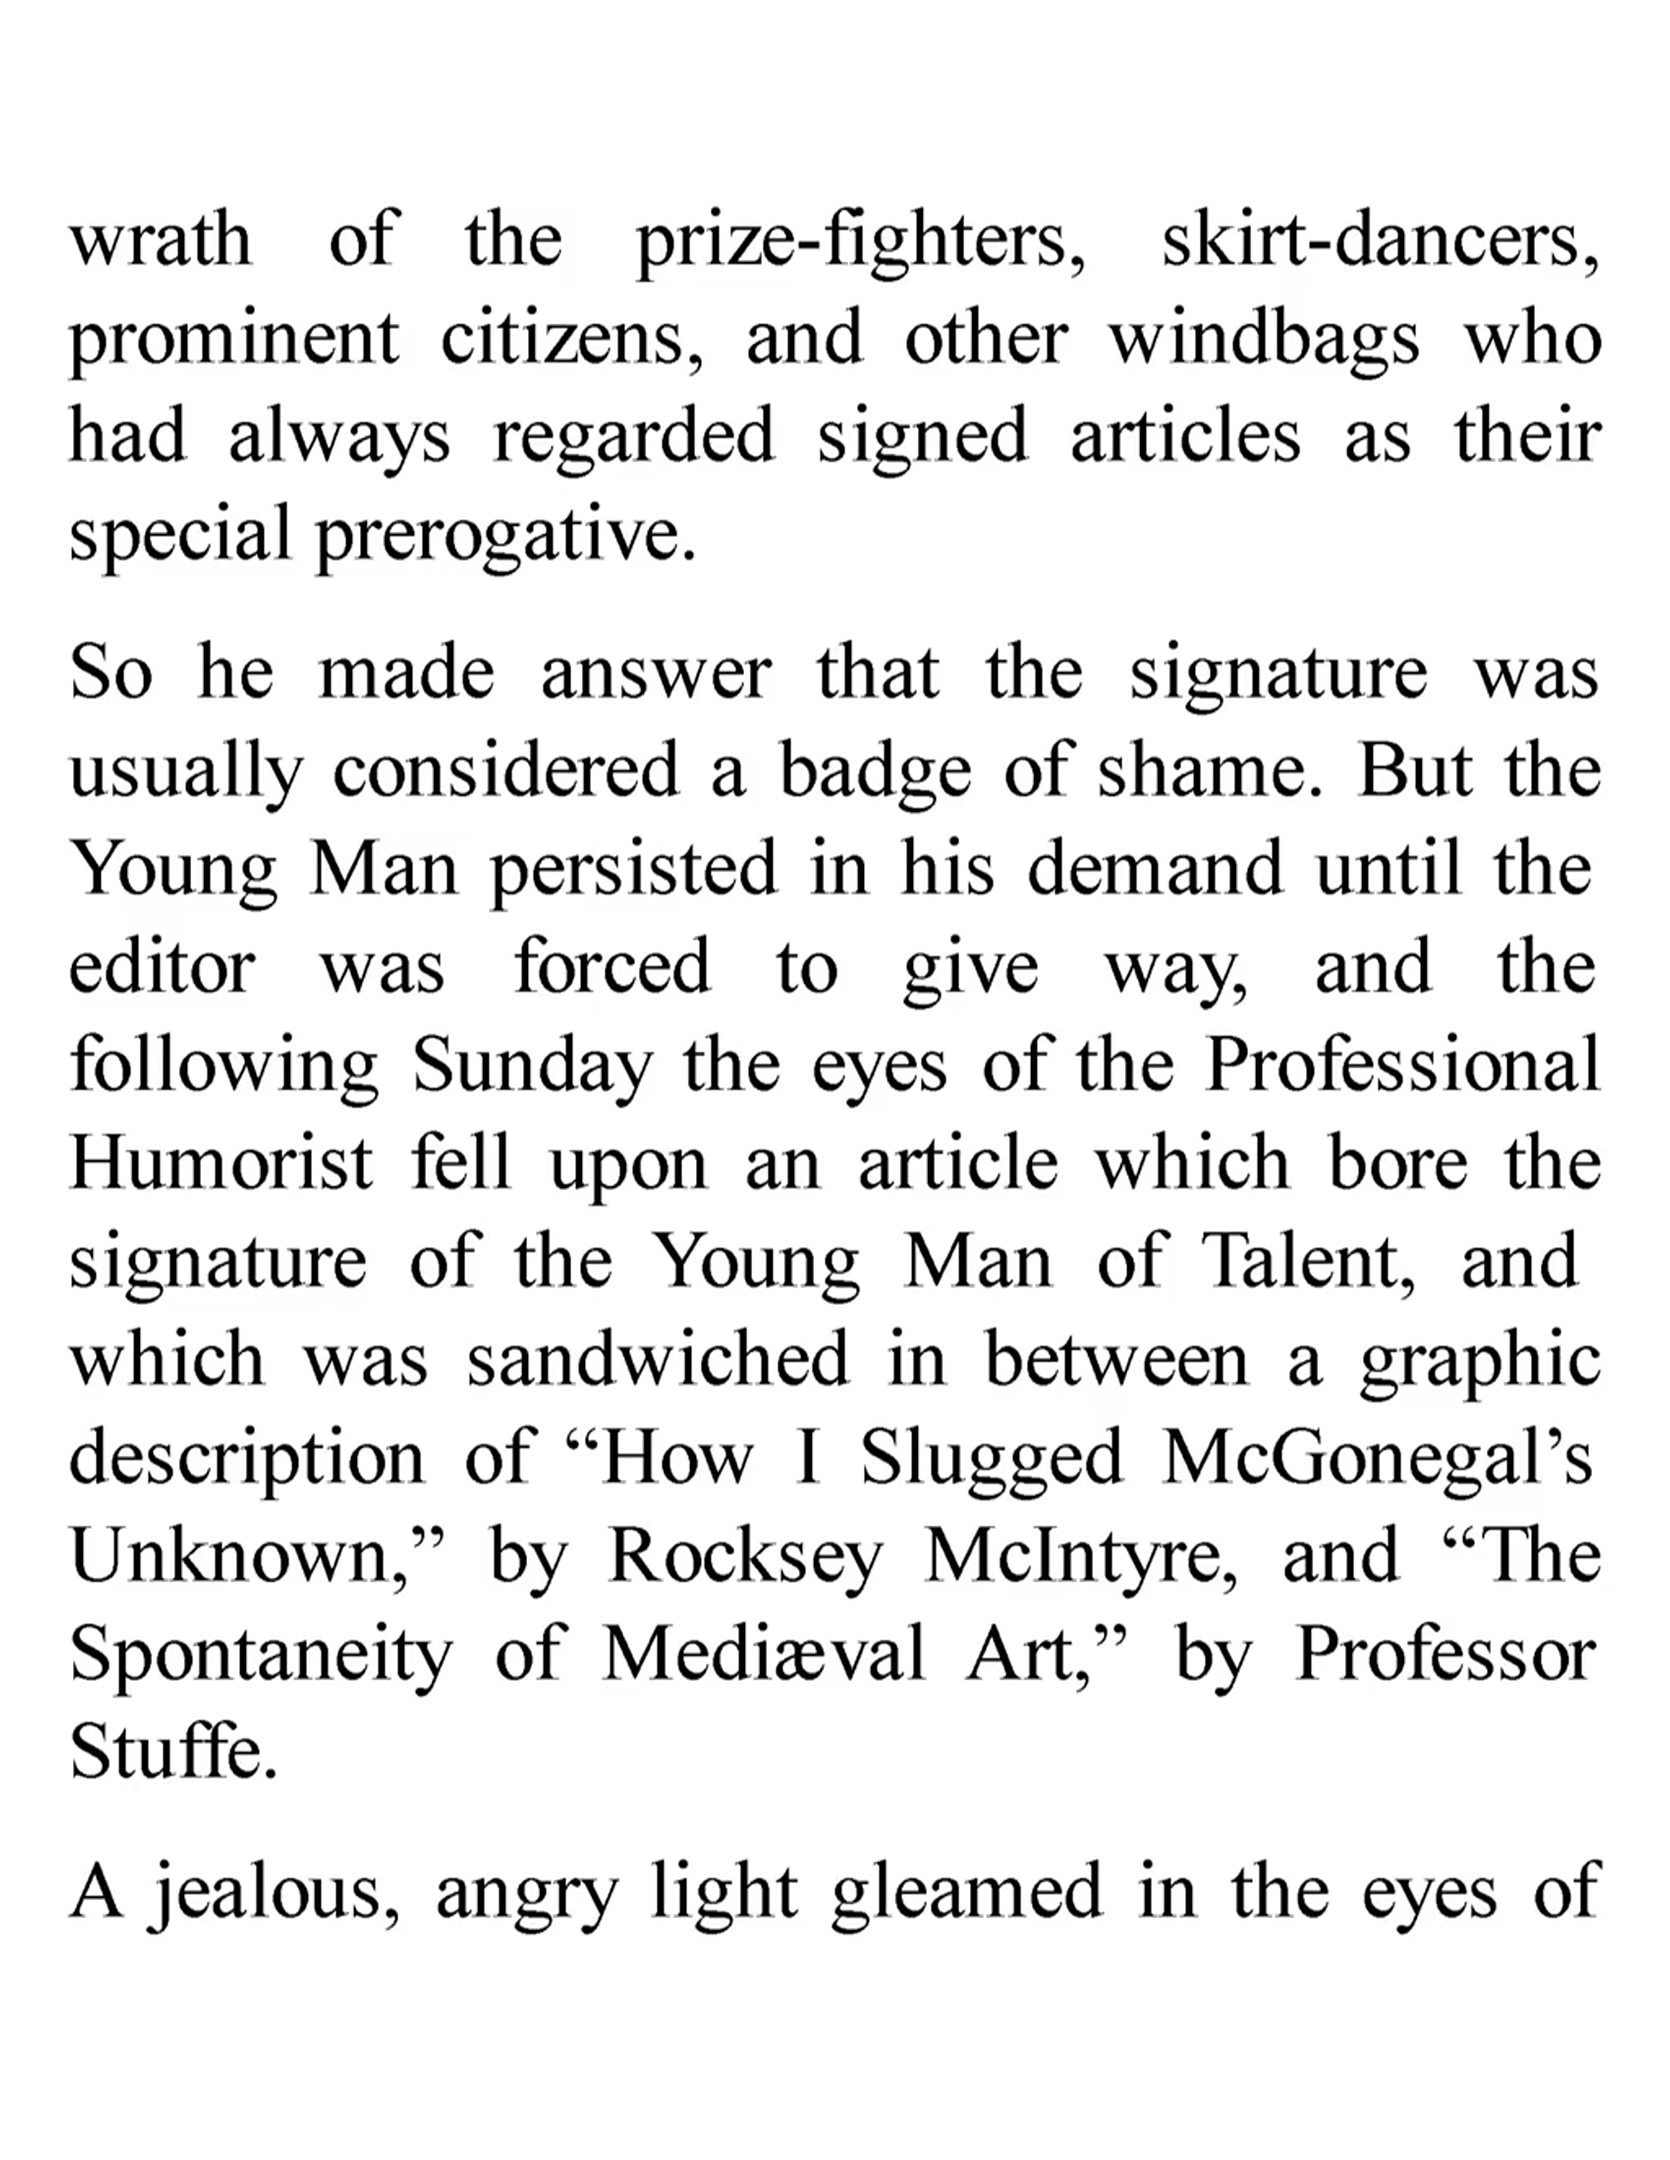 wrath of the prize-fighters, skirt-dancers,
prominent citizens, and other windbags who
had always regarded signed articles as their
special prerogative.
So he made answer that the signature was
usually considered a badge of shame. But the
Young Man persisted in his demand until the
editor was forced to give way, and the
following Sunday the eyes of the Professional
Humorist fell upon an article which bore the
signature of the Young Man of Talent, and
which was sandwiched in between a graphic
description of “How I Slugged McGonegal’s
Unknown,” by Rocksey McIntyre, and “The
Spontaneity of Mediæval Art,” by Professor
Stuffe.
A jealous, angry light gleamed in the eyes of